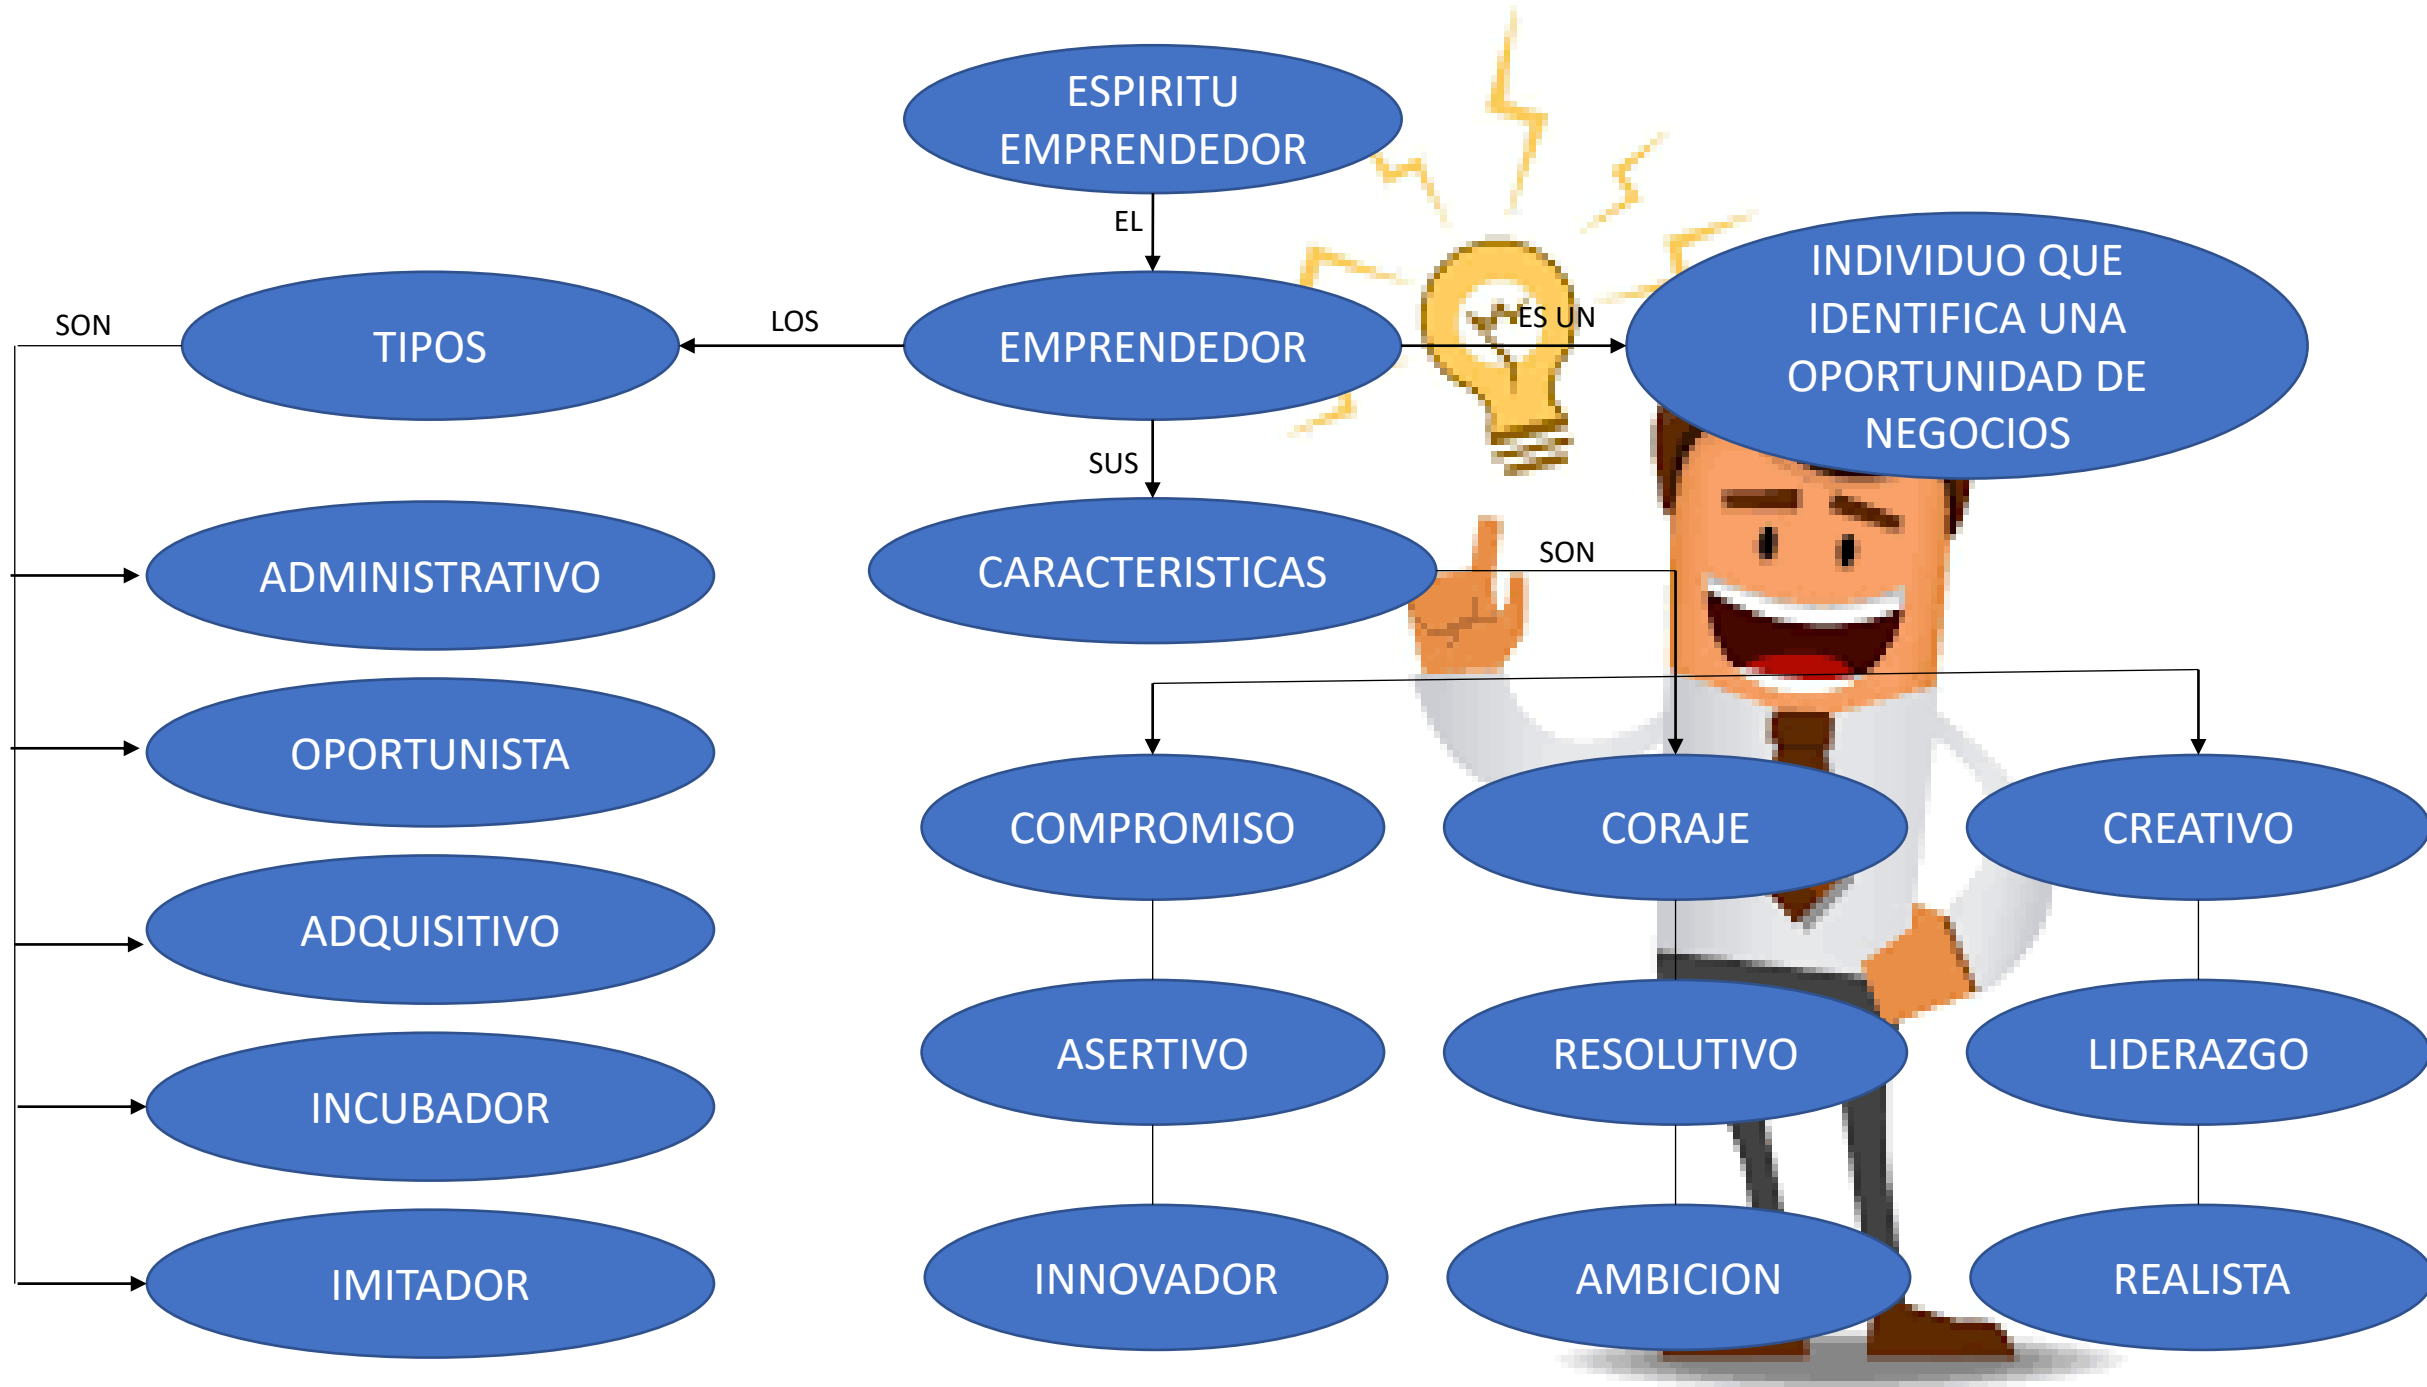 ESPIRITU
EMPRENDEDOR
EL
SON
TIPOS
LOS
EMPRENDEDOR
ES UN
INDIVIDUO QUE
IDENTIFICA UNA
OPORTUNIDAD DE
NEGOCIOS
SUS
CARACTERISTICAS
SON
ADMINISTRATIVO
OPORTUNISTA
ADQUISITIVO
INCUBADOR
IMITADOR
COMPROMISO
CORAJE
CREATIVO
ASERTIVO
RESOLUTIVO
LIDERAZGO
INNOVADOR
AMBICION
REALISTA